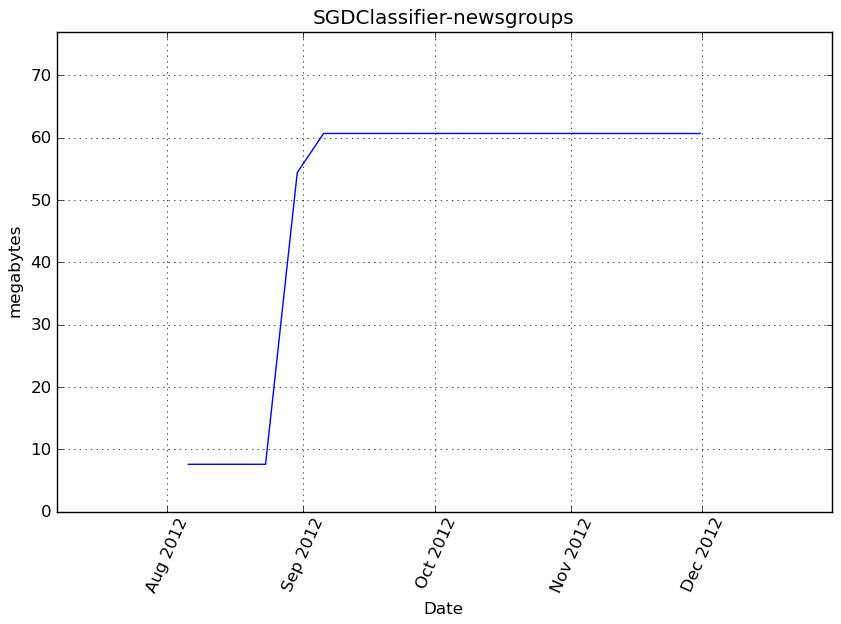 SGDClassifier-newsgroups
70
60
50
40
30
20
10
0
megabytes
Aug 2012
Sep 2012
Oct 2012
Nov 2012
Dec 2012
Date